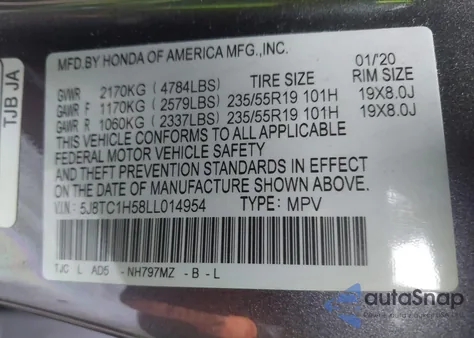 MFD.BY HONDA OF AMERICA MFG.,INC.
01/20
TIRE SIZE RIM SIZE
GVWR 2170KG (4784LBS)
GAWR F 1170KG (2579LBS) 235/55R19 101H 19X8.0J
GAWR R 1060KG (2337LBS) 235/55R19 101H 19X8.0J
THIS VEHICLE CONFORMS TO ALL APPLICABLE
FEDERAL MOTOR VEHICLE SAFETY
AND THEFT PREVENTION STANDARDS IN EFFECT
ON THE DATE OF MANUFACTURE SHOWN ABOVE.
V.I.N: 5J8TC1H58LL014954 TYPE: MPV
TJC L AD5 -NH797MZ -B-L
TJB JA
autoSnap